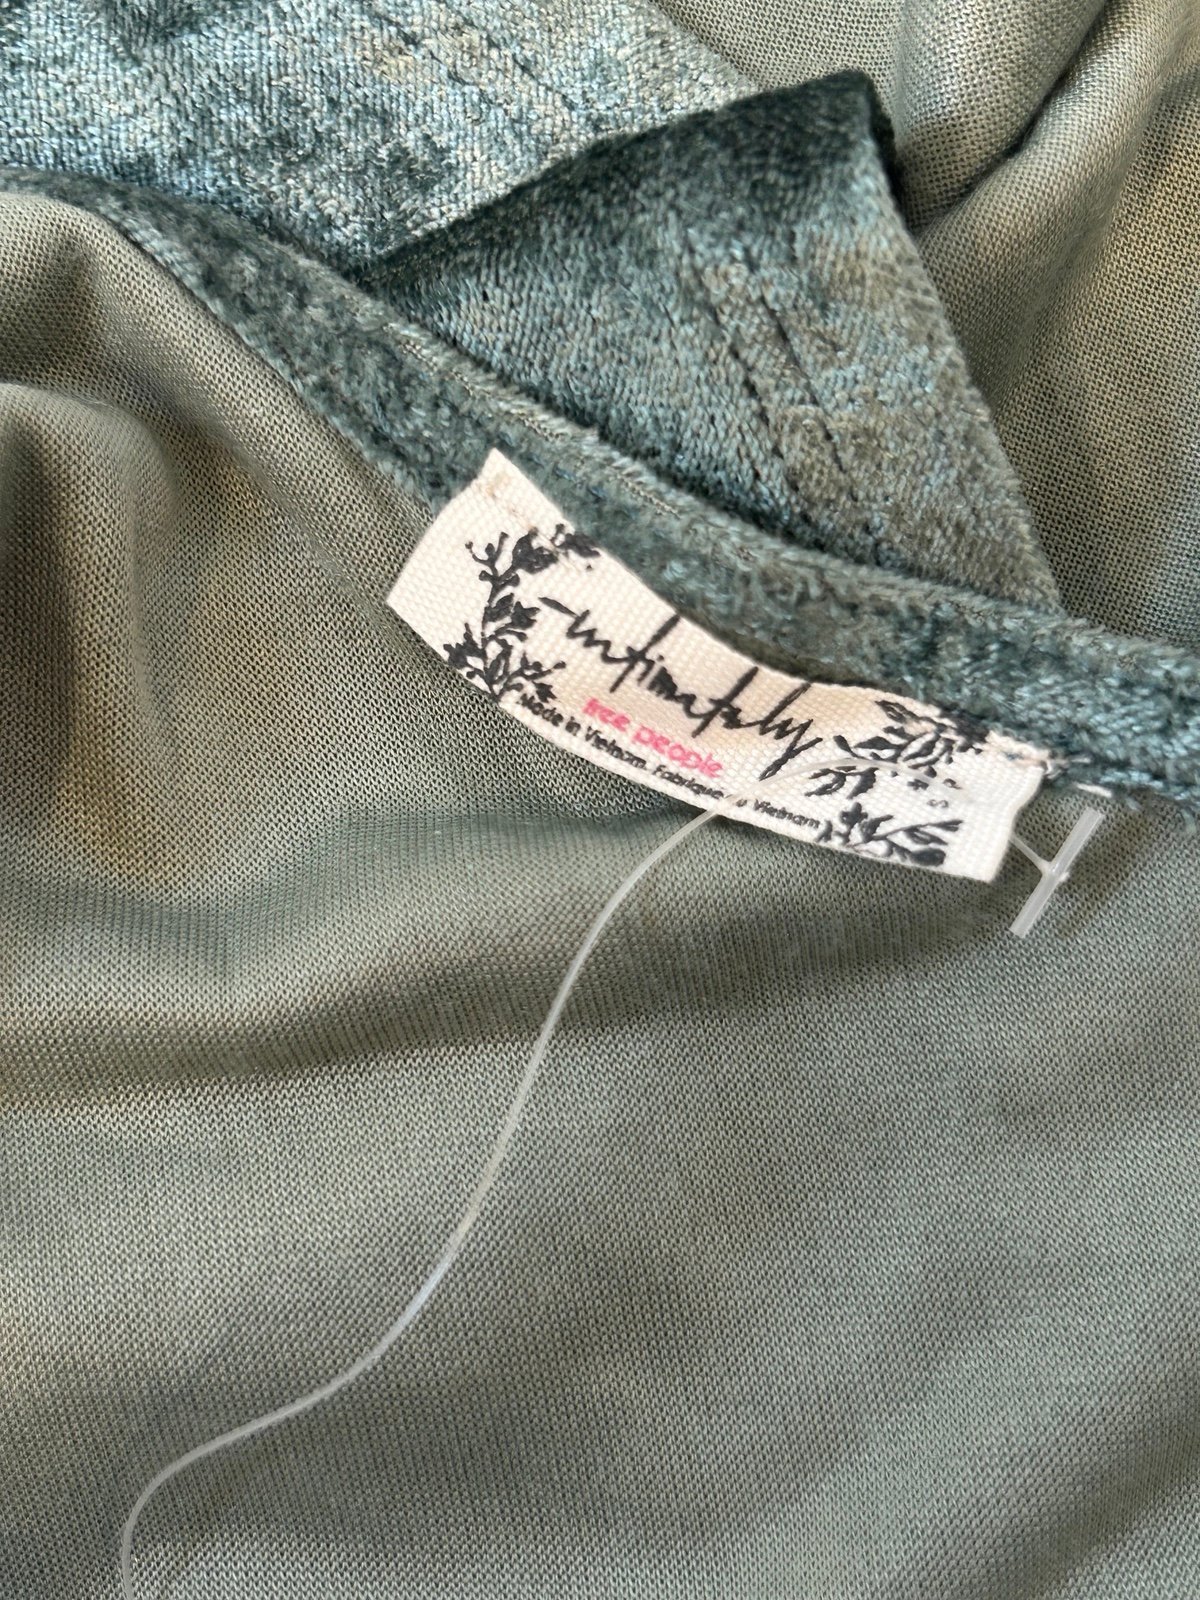 intimately
free people
Made in Vietnam Fabriqué au Vietnam